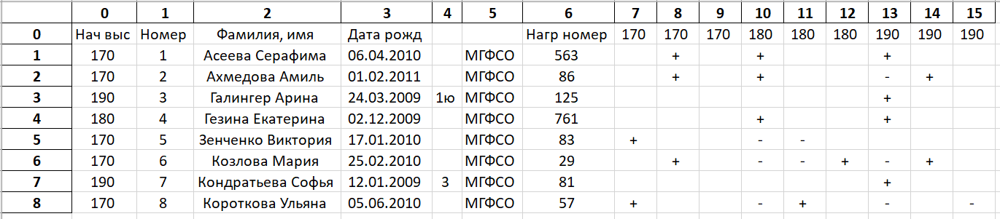 0 1 2 3 4 5 6 7 8 9 10 11 12 13 14 15
0 Нач выс Номер Фамилия, имя Дата рожд Нагр номер 170 170 170 180 180 180 190 190 190
1 170 1 Асеева Серафима 06.04.2010 МГФСО 563 + + +
2 170 2 Ахмедова Амиль 01.02.2011 МГФСО 86 + + - +
3 190 3 Галингер Арина 24.03.2009 1ю МГФСО 125 +
4 180 4 Гезина Екатерина 02.12.2009 МГФСО 761 + +
5 170 5 Зенченко Виктория 17.01.2010 МГФСО 83 + - -
6 170 6 Козлова Мария 25.02.2010 МГФСО 29 + - - + - +
7 190 7 Кондратьева Софья 12.01.2009 3 МГФСО 81 +
8 170 8 Короткова Ульяна 05.06.2010 МГФСО 57 + - + - -